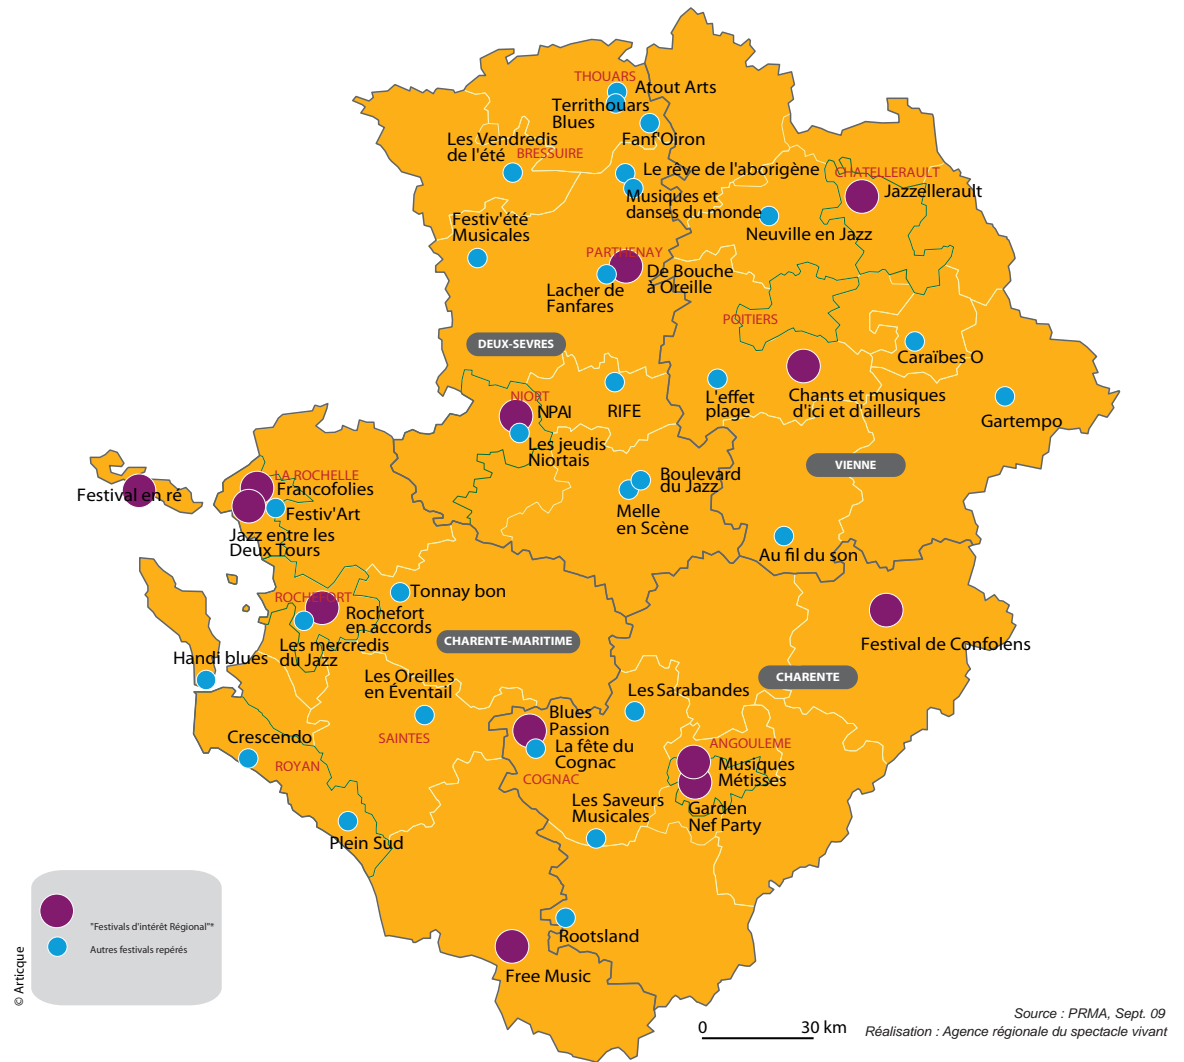 THOUARS
Atout Arts
Territhouars
Blues
Fanf'Oiron
Les Vendredis
de l'été
BRESSUIRE
Le rêve de l'aborigène
Musiques et
danses du monde
CHATELLERAULT
Jazzellerault
Neuville en Jazz
Festiv'été
Musicales
PARTHENAY
De Bouche
à Oreille
Lacher de
Fanfares
POITIERS
DEUX-SEVRES
Caraïbes O
Chants et musiques
d'ici et d'ailleurs
L'effet
plage
Gartempo
RIFE
NIORT
NPAI
Les jeudis
Niortais
VIENNE
Boulevard
du Jazz
Melle
en Scène
LA ROCHELLE
Francofolies
Festival en ré
Festiv'Art
Jazz entre les
Deux Tours
Au fil du son
Tonnay bon
ROCHEFORT
Rochefort
en accords
Les mercredis
du Jazz
CHARENTE-MARITIME
Festival de Confolens
Handi blues
Les Oreilles
en Éventail
CHARENTE
Les Sarabandes
Blues
Passion
La fête du
Cognac
COGNAC
SAINTES
Crescendo
ROYAN
ANGOULEME
Musiques
Métisses
Garden
Nef Party
Les Saveurs
Musicales
Plein Sud
Rootsland
Free Music
"Festivals d'intérêt Régional"*
Autres festivals repérés
© Articque
0 30 km
Source : PRMA, Sept. 09
Réalisation : Agence régionale du spectacle vivant